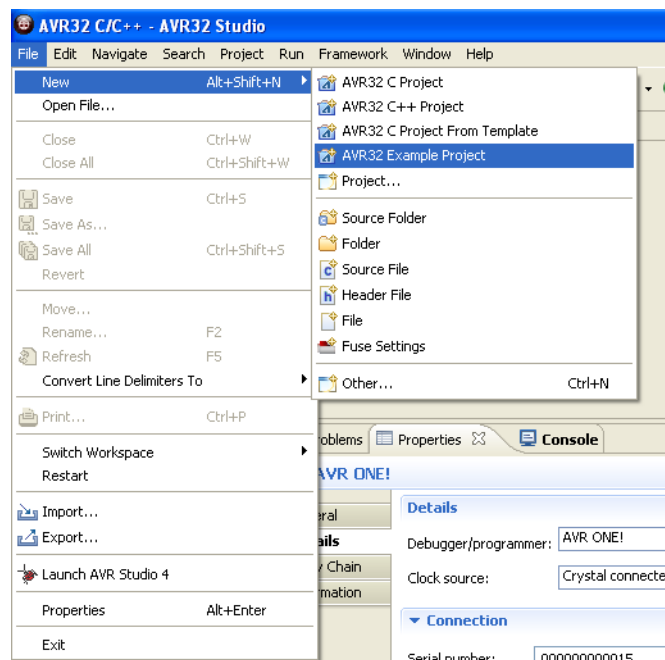 AVR32 C/C++ - AVR32 Studio
File Edit Navigate Search Project Run Framework Window Help
New Alt+Shift+N
Open File...
Close Ctrl+W
Close All Ctrl+Shift+W
Save Ctrl+S
Save As...
Save All Ctrl+Shift+S
Revert
Move...
Rename... F2
Refresh F5
Convert Line Delimiters To
Print... Ctrl+P
Switch Workspace
Restart
Import...
Export...
Launch AVR Studio 4
Properties Alt+Enter
Exit
AVR32 C Project
AVR32 C++ Project
AVR32 C Project From Template
AVR32 Example Project
Project...
Source Folder
Folder
Source File
Header File
File
Fuse Settings
Other... Ctrl+N
oblems Properties Console
AVR ONE!
eral
ails
Chain
mation
Details
Debugger/programmer: AVR ONE!
Clock source: Crystal connecte
Connection
Serial number: 000000000015